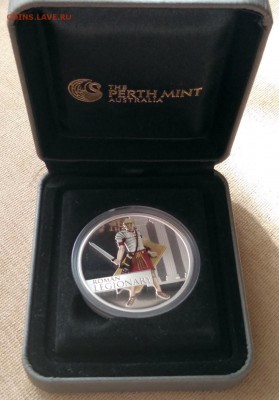 COINS.LAVE.RU
THE
PERTH MINT
AUSTRALIA
ROMAN
LEGIONARY